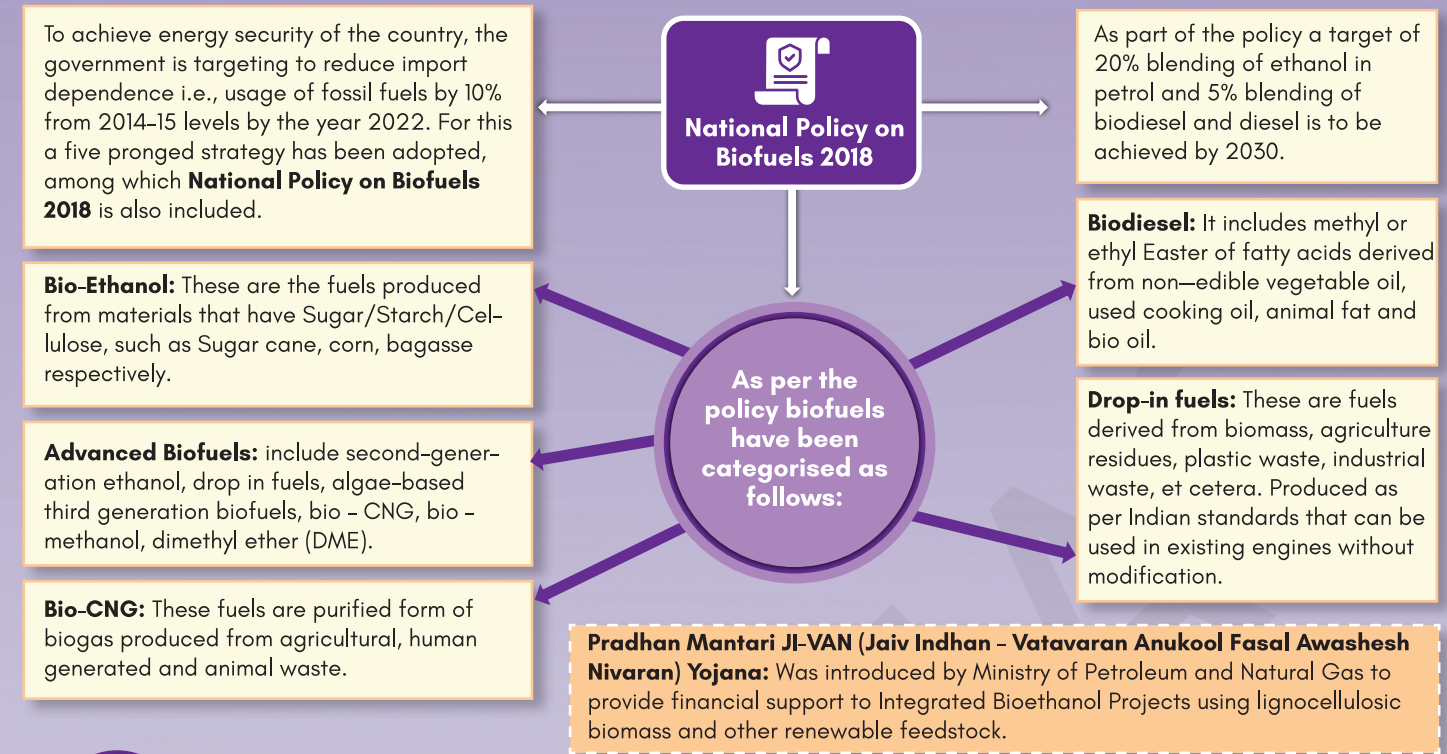 To achieve energy security of the country, the
government is targeting to reduce import
dependence i.e., usage of fossil fuels by 10%
from 2014-15 levels by the year 2022. For this
a five pronged strategy has been adopted,
among which National Policy on Biofuels
2018 is also included.
National Policy on
Biofuels 2018
As part of the policy a target of
20% blending of ethanol in
petrol and 5% blending of
biodiesel and diesel is to be
achieved by 2030.
Bio-Ethanol: These are the fuels produced
from materials that have Sugar/Starch/Cel-
lulose, such as Sugar cane, corn, bagasse
respectively.
Advanced Biofuels: include second-gener-
ation ethanol, drop in fuels, algae-based
third generation biofuels, bio - CNG, bio -
methanol, dimethyl ether (DME).
Bio-CNG: These fuels are purified form of
biogas produced from agricultural, human
generated and animal waste.
As per the
policy biofuels
have been
categorised as
follows:
Biodiesel: It includes methyl or
ethyl Easter of fatty acids derived
from non—edible vegetable oil,
used cooking oil, animal fat and
bio oil.
Drop-in fuels: These are fuels
derived from biomass, agriculture
residues, plastic waste, industrial
waste, et cetera. Produced as
per Indian standards that can be
used in existing engines without
modification.
Pradhan Mantari JI-VAN (Jaiv Indhan - Vatavaran Anukool Fasal Awashesh
Nivaran) Yojana: Was introduced by Ministry of Petroleum and Natural Gas to
provide financial support to Integrated Bioethanol Projects using lignocellulosic
biomass and other renewable feedstock.